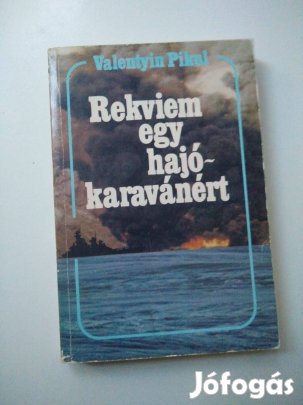 Valentyin Pikul
Rekviem
egy
hajó-
karavánért
Jófogás